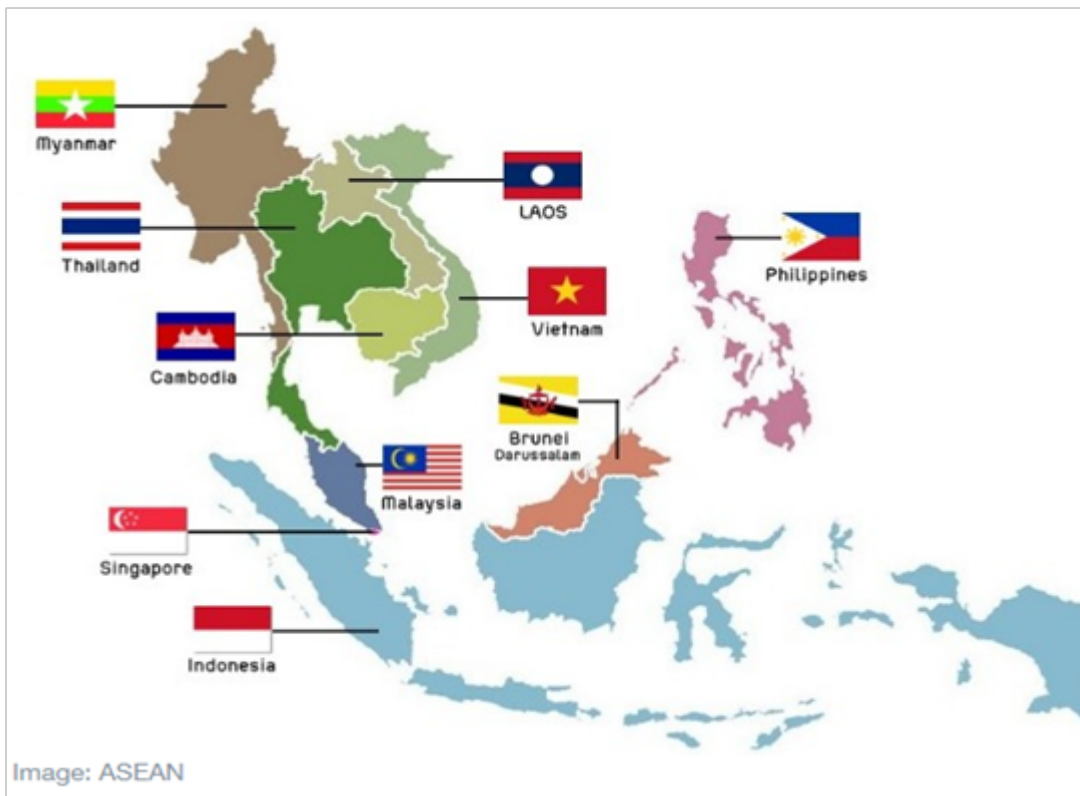 Myanmar
LAOS
Thailand
Philippines
Vietnam
Cambodia
Brunei
Darussalam
Malaysia
Singapore
Indonesia
Image: ASEAN